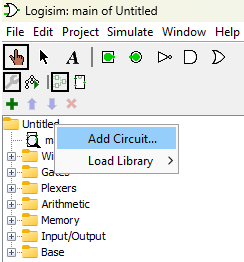 Logisim: main of Untitled
File Edit Project Simulate Window Help
A
Untitled
m
Add Circuit...
Wi
Load Library
Gates
Plexers
Arithmetic
Memory
Input/Output
Base